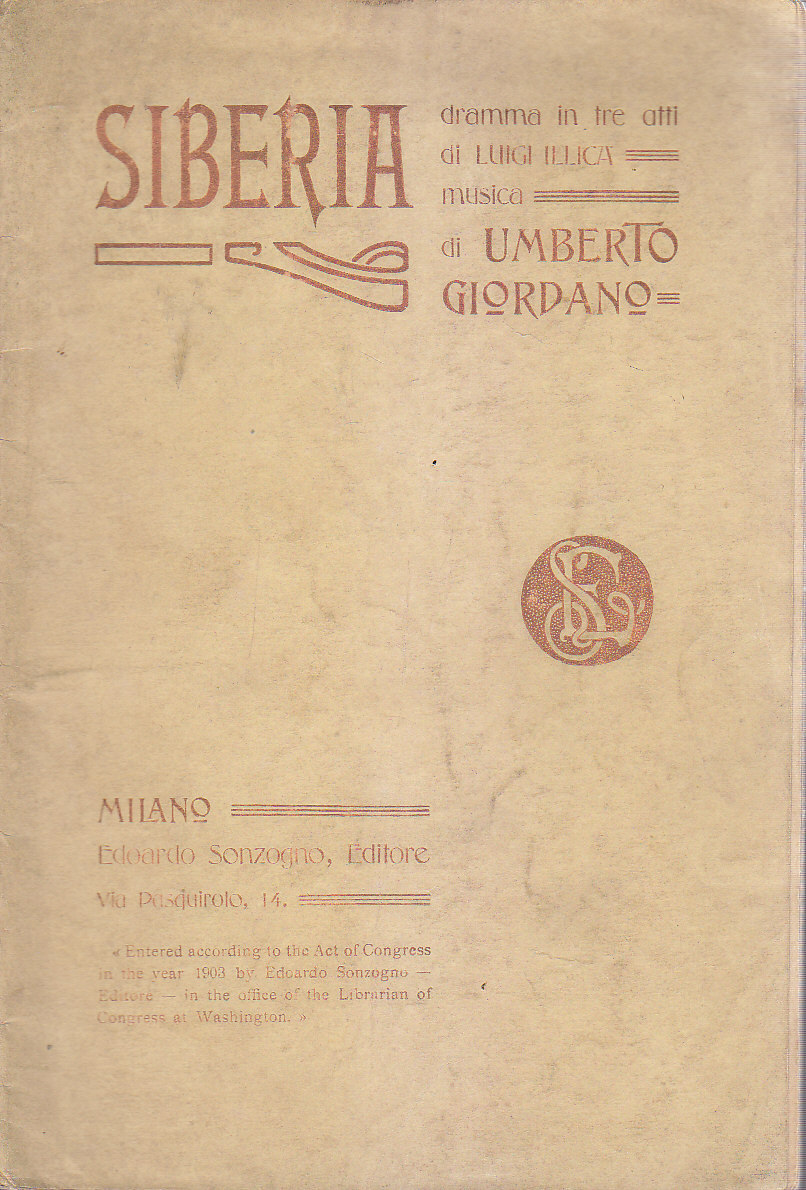 SIBERIA
dramma in tre atti
di LUIGI ILLICA
musica
di UMBERTO
GIORDANO
ES
MILANO
Edoardo Sonzogno, Editore
Via Pasquirolo, 14.
« Entered according to the Act of Congress
in the year 1903 by Edoardo Sonzogno —
Editore — in the office of the Librarian of
Congress at Washington. »